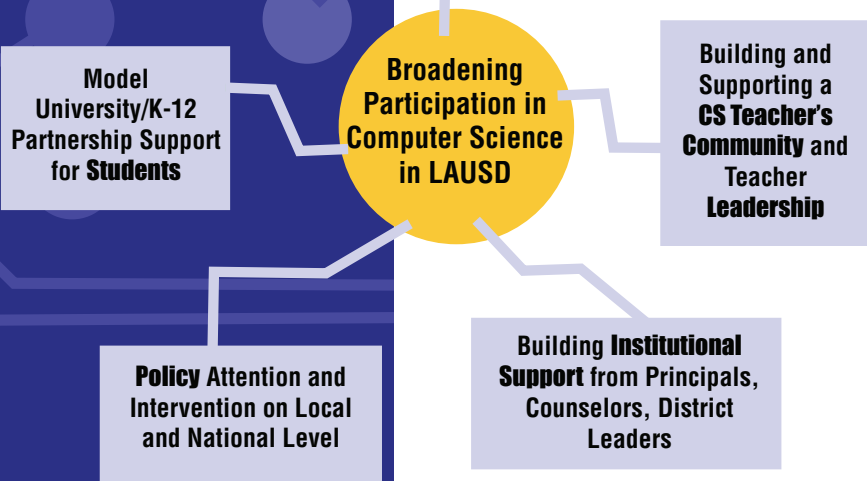 Broadening
Participation in
Computer Science
in LAUSD
Model
University/K-12
Partnership Support
for Students
Building and
Supporting a
CS Teacher's
Community and
Teacher
Leadership
Policy Attention and
Intervention on Local
and National Level
Building Institutional
Support from Principals,
Counselors, District
Leaders